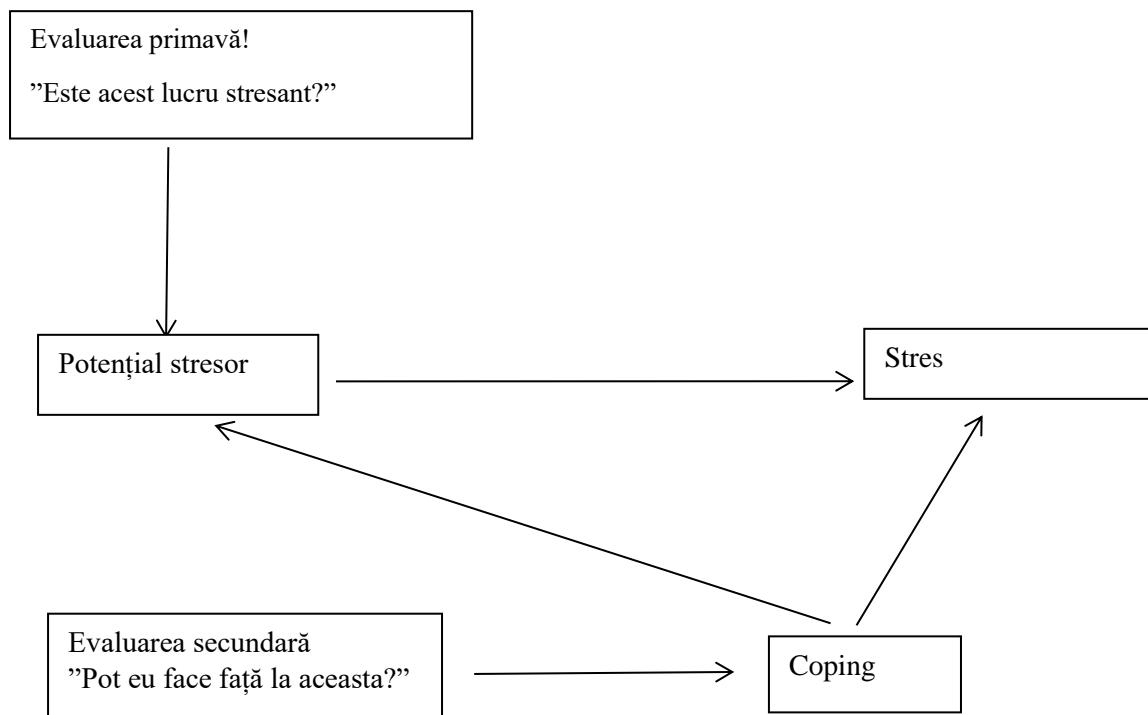 Evaluarea primavă!
”Este acest lucru stresant?”
Potențial stresor
Stres
Evaluarea secundară
”Pot eu face față la aceasta?”
Coping